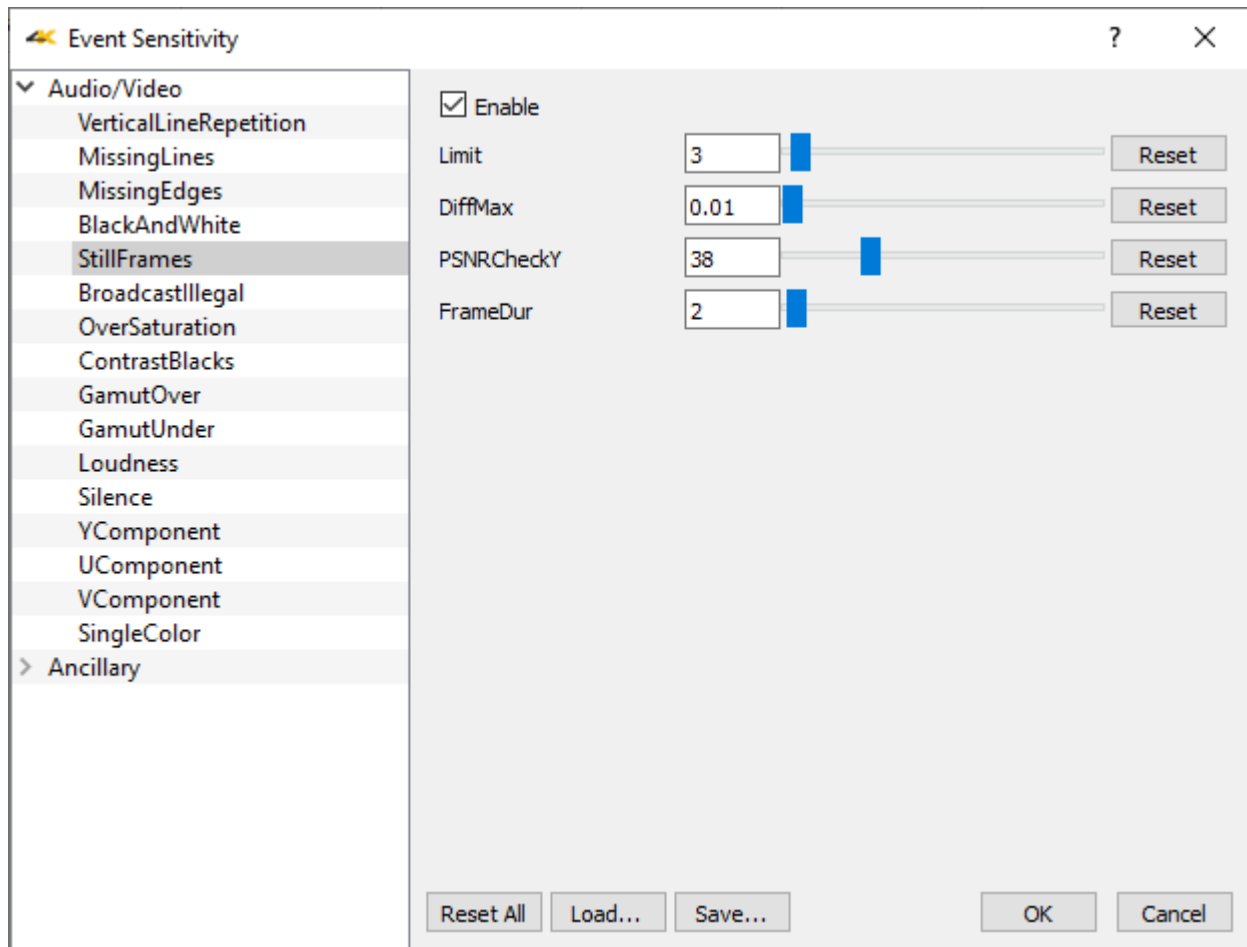 4K Event Sensitivity ?
Audio/Video
VerticalLineRepetition
MissingLines
MissingEdges
BlackAndWhite
StillFrames
BroadcastIllegal
OverSaturation
ContrastBlacks
GamutOver
GamutUnder
Loudness
Silence
YComponent
UComponent
VComponent
SingleColor
Ancillary
Enable
Limit 3 Reset
DiffMax 0.01 Reset
PSNRCheckY 38 Reset
FrameDur 2 Reset
Reset All Load... Save... OK Cancel